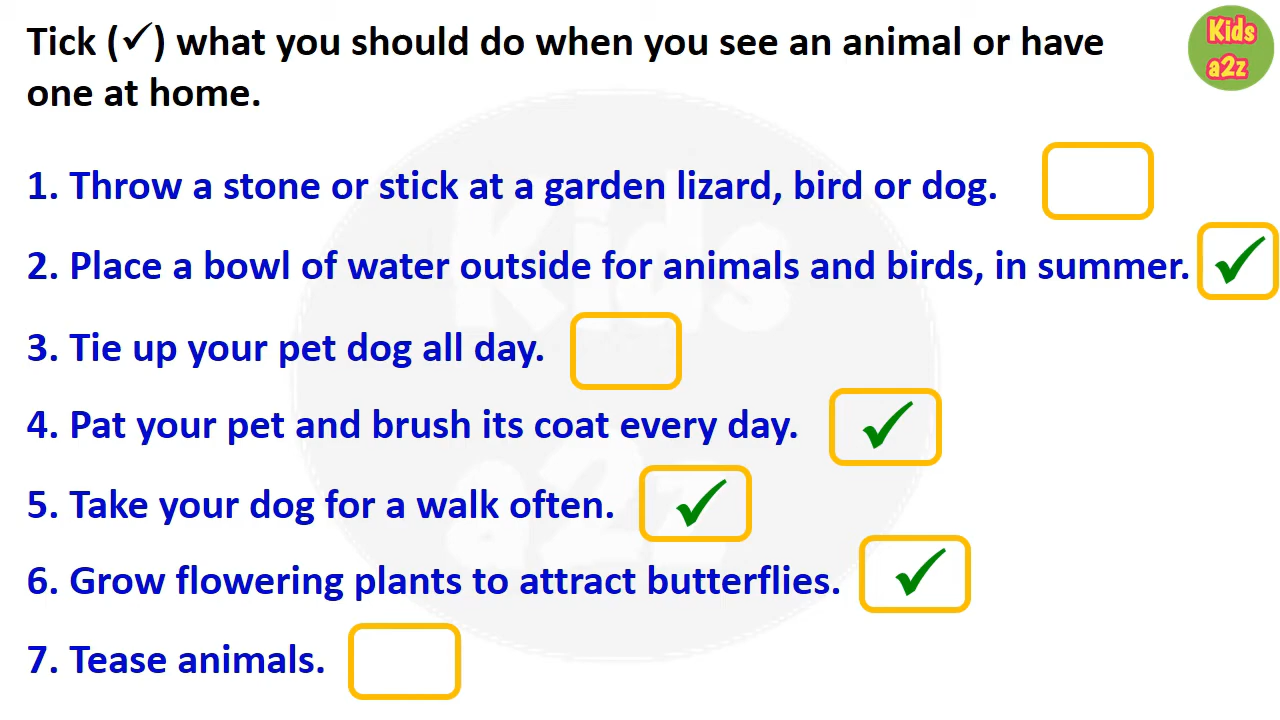 Tick (✓) what you should do when you see an animal or have
one at home.
Kids
a2z
1. Throw a stone or stick at a garden lizard, bird or dog.
2. Place a bowl of water outside for animals and birds, in summer. ✓
3. Tie up your pet dog all day.
4. Pat your pet and brush its coat every day. ✓
5. Take your dog for a walk often. ✓
6. Grow flowering plants to attract butterflies. ✓
7. Tease animals.
Kids
a2z